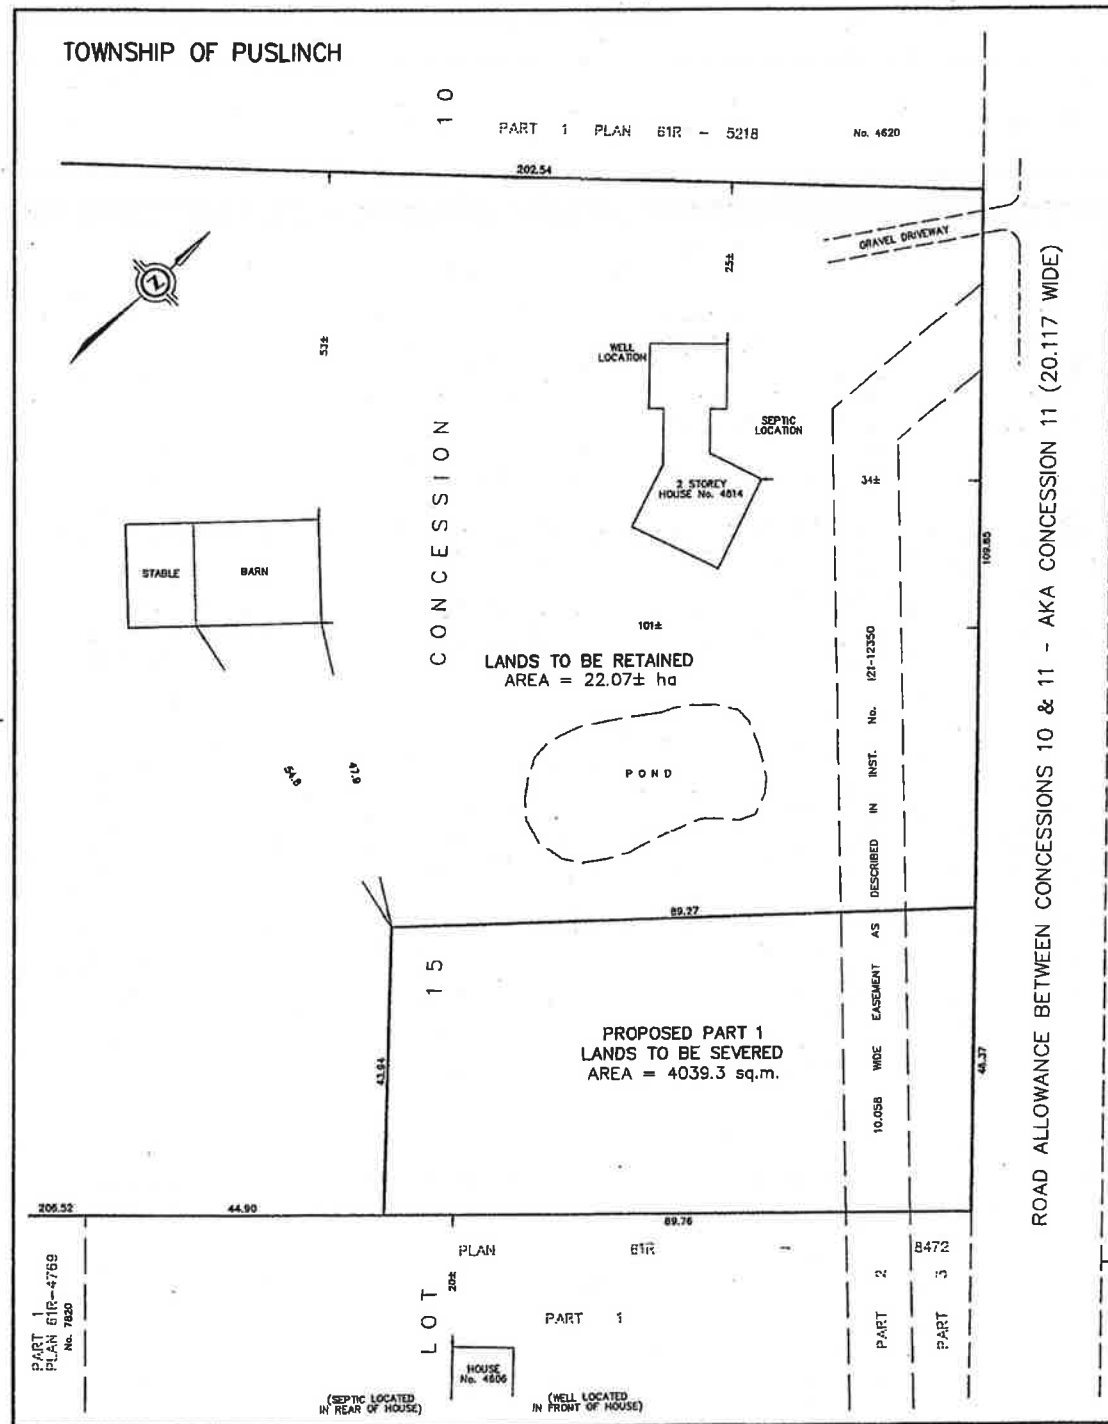 TOWNSHIP OF PUSLINCH
10
PART 1 PLAN 61R - 5218
No. 4620
202.54
GRAVEL DRIVEWAY
Z
25±
53±
WELL
LOCATION
SEPTIC
LOCATION
2 STOREY
HOUSE No. 4614
34±
109.85
CONCESSION
STABLE
BARN
101±
LANDS TO BE RETAINED
AREA = 22.07± ha
POND
54.8
47.9
89.27
15
PROPOSED PART 1
LANDS TO BE SEVERED
AREA = 4039.3 sq.m.
43.94
10.058 WIDE EASEMENT AS DESCRIBED IN INST. No. I21-12350
48.37
ROAD ALLOWANCE BETWEEN CONCESSIONS 10 & 11 - AKA CONCESSION 11 (20.117 WIDE)
206.52
44.90
89.76
PLAN 61R - 8472
LOT
20±
PART 1
PART 2
PART 3
PART 1
PLAN 61R-4769
No. 7820
HOUSE
No. 4606
(SEPTIC LOCATED
IN REAR OF HOUSE)
(WELL LOCATED
IN FRONT OF HOUSE)